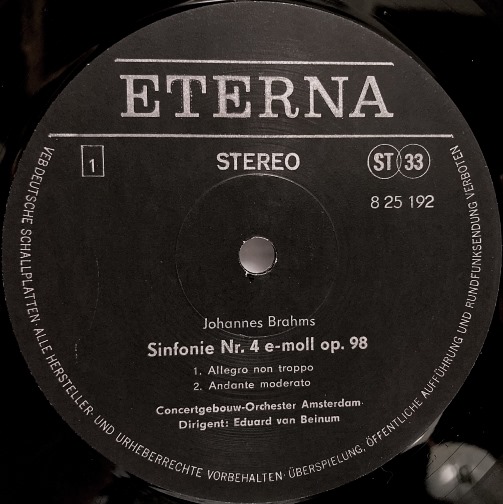 ETERNA
1
STEREO
ST 33
8 25 192
Johannes Brahms
Sinfonie Nr. 4 e-moll op. 98
1. Allegro non troppo
2. Andante moderato
Concertgebouw-Orchester Amsterdam
Dirigent: Eduard van Beinum
VEB DEUTSCHE SCHALLPLATTEN · ALLE HERSTELLER- UND URHEBERRECHTE VORBEHALTEN · ÜBERSPIELUNG, ÖFFENTLICHE AUFFÜHRUNG UND RUNDFUNKSENDUNG VERBOTEN